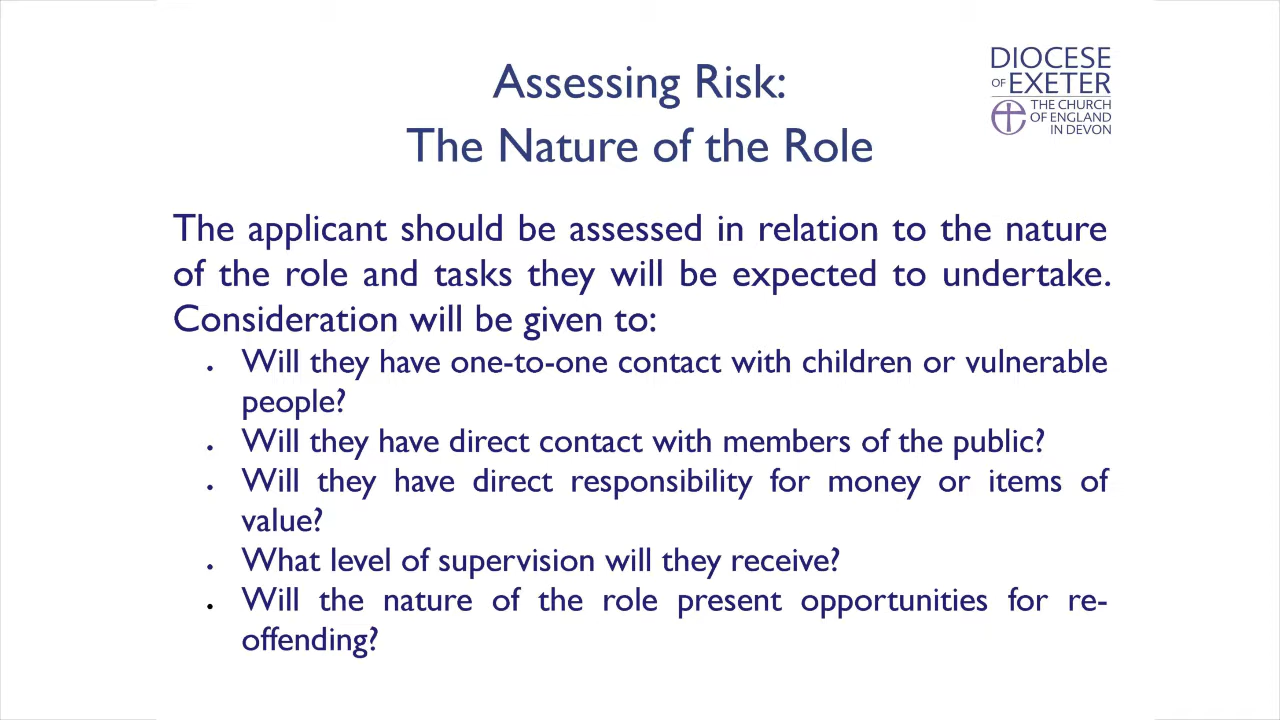 Assessing Risk:
The Nature of the Role
DIOCESE
OF EXETER
THE CHURCH
OF ENGLAND
IN DEVON
The applicant should be assessed in relation to the nature
of the role and tasks they will be expected to undertake.
Consideration will be given to:
• Will they have one-to-one contact with children or vulnerable
people?
• Will they have direct contact with members of the public?
• Will they have direct responsibility for money or items of
value?
• What level of supervision will they receive?
• Will the nature of the role present opportunities for re-
offending?